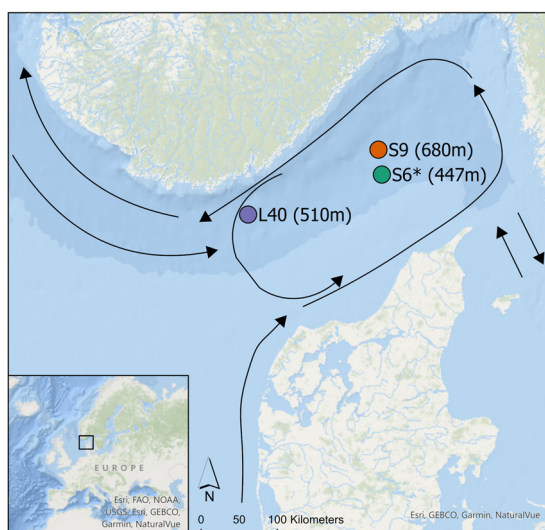 S9 (680m)
S6* (447m)
L40 (510m)
EUROPE
Esri, FAO, NOAA,
USGS, Esri, GEBCO,
Garmin, NaturalVue
N
0 50 100 Kilometers
Esri, GEBCO, Garmin, NaturalVue